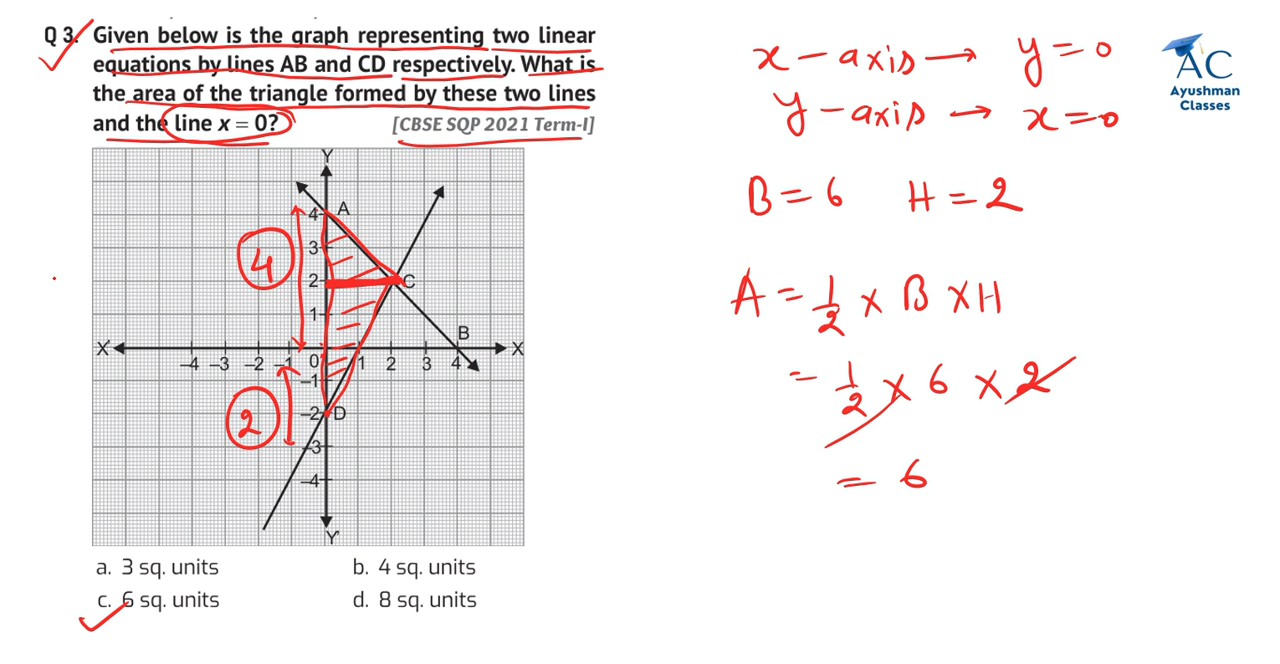 Q 3. Given below is the graph representing two linear
equations by lines AB and CD respectively. What is
the area of the triangle formed by these two lines
and the line x = 0? [CBSE SQP 2021 Term-I]
Y
4 A
3
2 C
1
B
X' -4 -3 -2 -1 0 1 2 3 4 X
-1
-2 D
-3
-4
Y'
4
2
a. 3 sq. units b. 4 sq. units
c. 6 sq. units d. 8 sq. units
x - axis → y = 0
y - axis → x = 0
B = 6 H = 2
A = 1/2 × B × H
= 1/2 × 6 × 2
= 6
AC
Ayushman
Classes